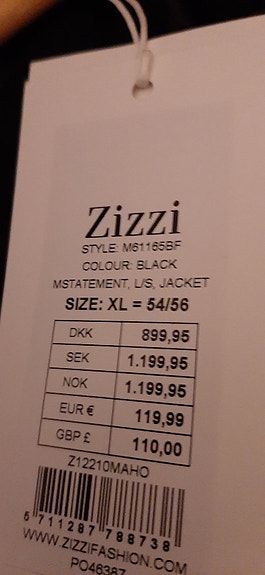 Zizzi
STYLE: M61165BF
COLOUR: BLACK
MSTATEMENT, L/S, JACKET
SIZE: XL = 54/56
DKK 899,95
SEK 1.199,95
NOK 1.199,95
EUR € 119,99
GBP £ 110,00
Z12210MAHO
5 711287 788738
WWW.ZIZZIFASHION.COM
PO46387